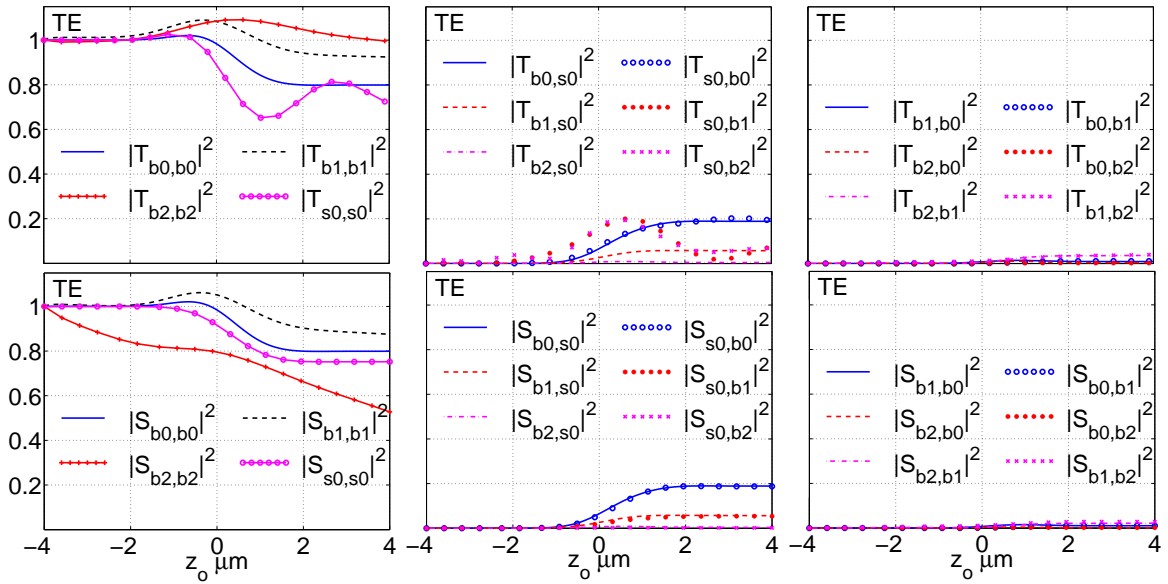 TE
1
0.8
0.6
0.4
0.2
|T_{b0,b0}|^2 |T_{b1,b1}|^2
|T_{b2,b2}|^2 |T_{s0,s0}|^2
TE
|T_{b0,s0}|^2 |T_{s0,b0}|^2
|T_{b1,s0}|^2 |T_{s0,b1}|^2
|T_{b2,s0}|^2 |T_{s0,b2}|^2
TE
|T_{b1,b0}|^2 |T_{b0,b1}|^2
|T_{b2,b0}|^2 |T_{b0,b2}|^2
|T_{b2,b1}|^2 |T_{b1,b2}|^2
TE
1
0.8
0.6
0.4
0.2
|S_{b0,b0}|^2 |S_{b1,b1}|^2
|S_{b2,b2}|^2 |S_{s0,s0}|^2
−4 −2 0 2 4
z_o μm
TE
|S_{b0,s0}|^2 |S_{s0,b0}|^2
|S_{b1,s0}|^2 |S_{s0,b1}|^2
|S_{b2,s0}|^2 |S_{s0,b2}|^2
−4 −2 0 2 4
z_o μm
TE
|S_{b1,b0}|^2 |S_{b0,b1}|^2
|S_{b2,b0}|^2 |S_{b0,b2}|^2
|S_{b2,b1}|^2 |S_{b1,b2}|^2
−4 −2 0 2 4
z_o μm